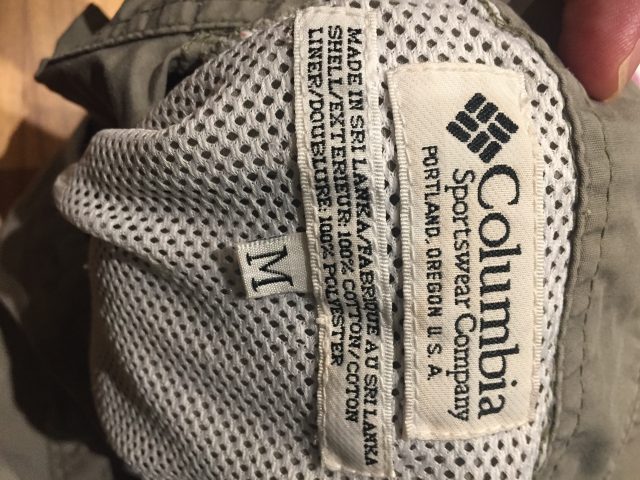 Columbia
Sportswear Company
PORTLAND, OREGON U.S.A.
MADE IN SRI LANKA/FABRIQUE AU SRI LANKA
SHELL/EXTERIEUR: 100% COTTON/COTON
LINER/DOUBLURE: 100% POLYESTER
M